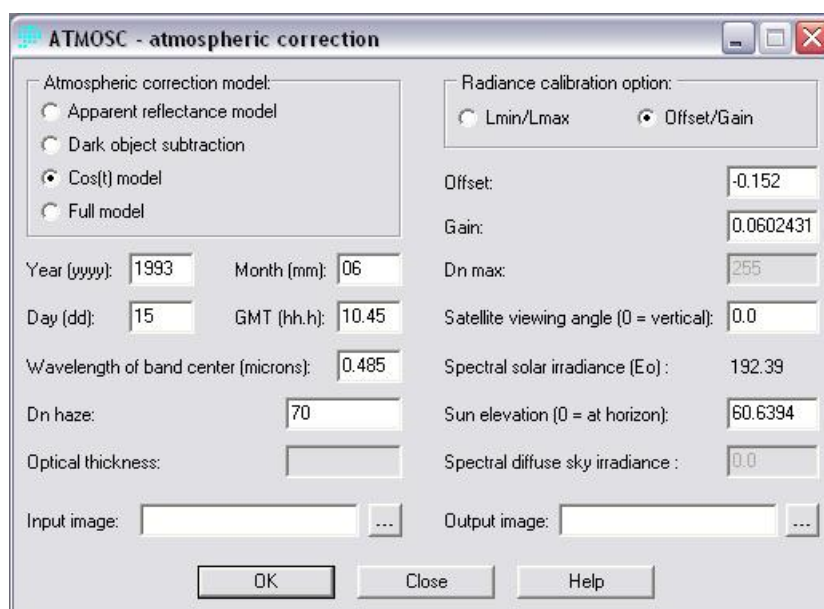 ATMOSC - atmospheric correction
Atmospheric correction model:
Apparent reflectance model
Dark object subtraction
Cos(t) model
Full model
Radiance calibration option:
Lmin/Lmax Offset/Gain
Offset: -0.152
Gain: 0.0602431
Year (yyyy): 1993 Month (mm): 06
Dn max: 255
Day (dd): 15 GMT (hh.h): 10.45
Satellite viewing angle (0 = vertical): 0.0
Wavelength of band center (microns): 0.485
Spectral solar irradiance (Eo) : 192.39
Dn haze: 70
Sun elevation (0 = at horizon): 60.6394
Optical thickness:
Spectral diffuse sky irradiance : 0.0
Input image: ...
Output image: ...
OK Close Help